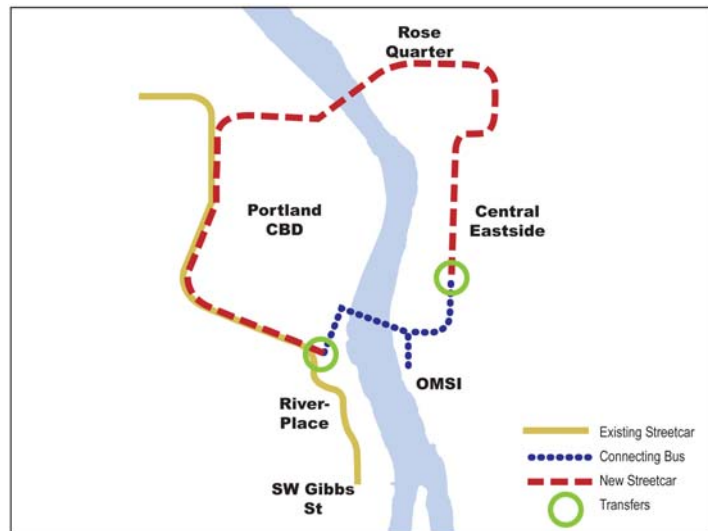 Rose
Quarter
Portland
CBD
Central
Eastside
OMSI
River-
Place
SW Gibbs
St
Existing Streetcar
Connecting Bus
New Streetcar
Transfers